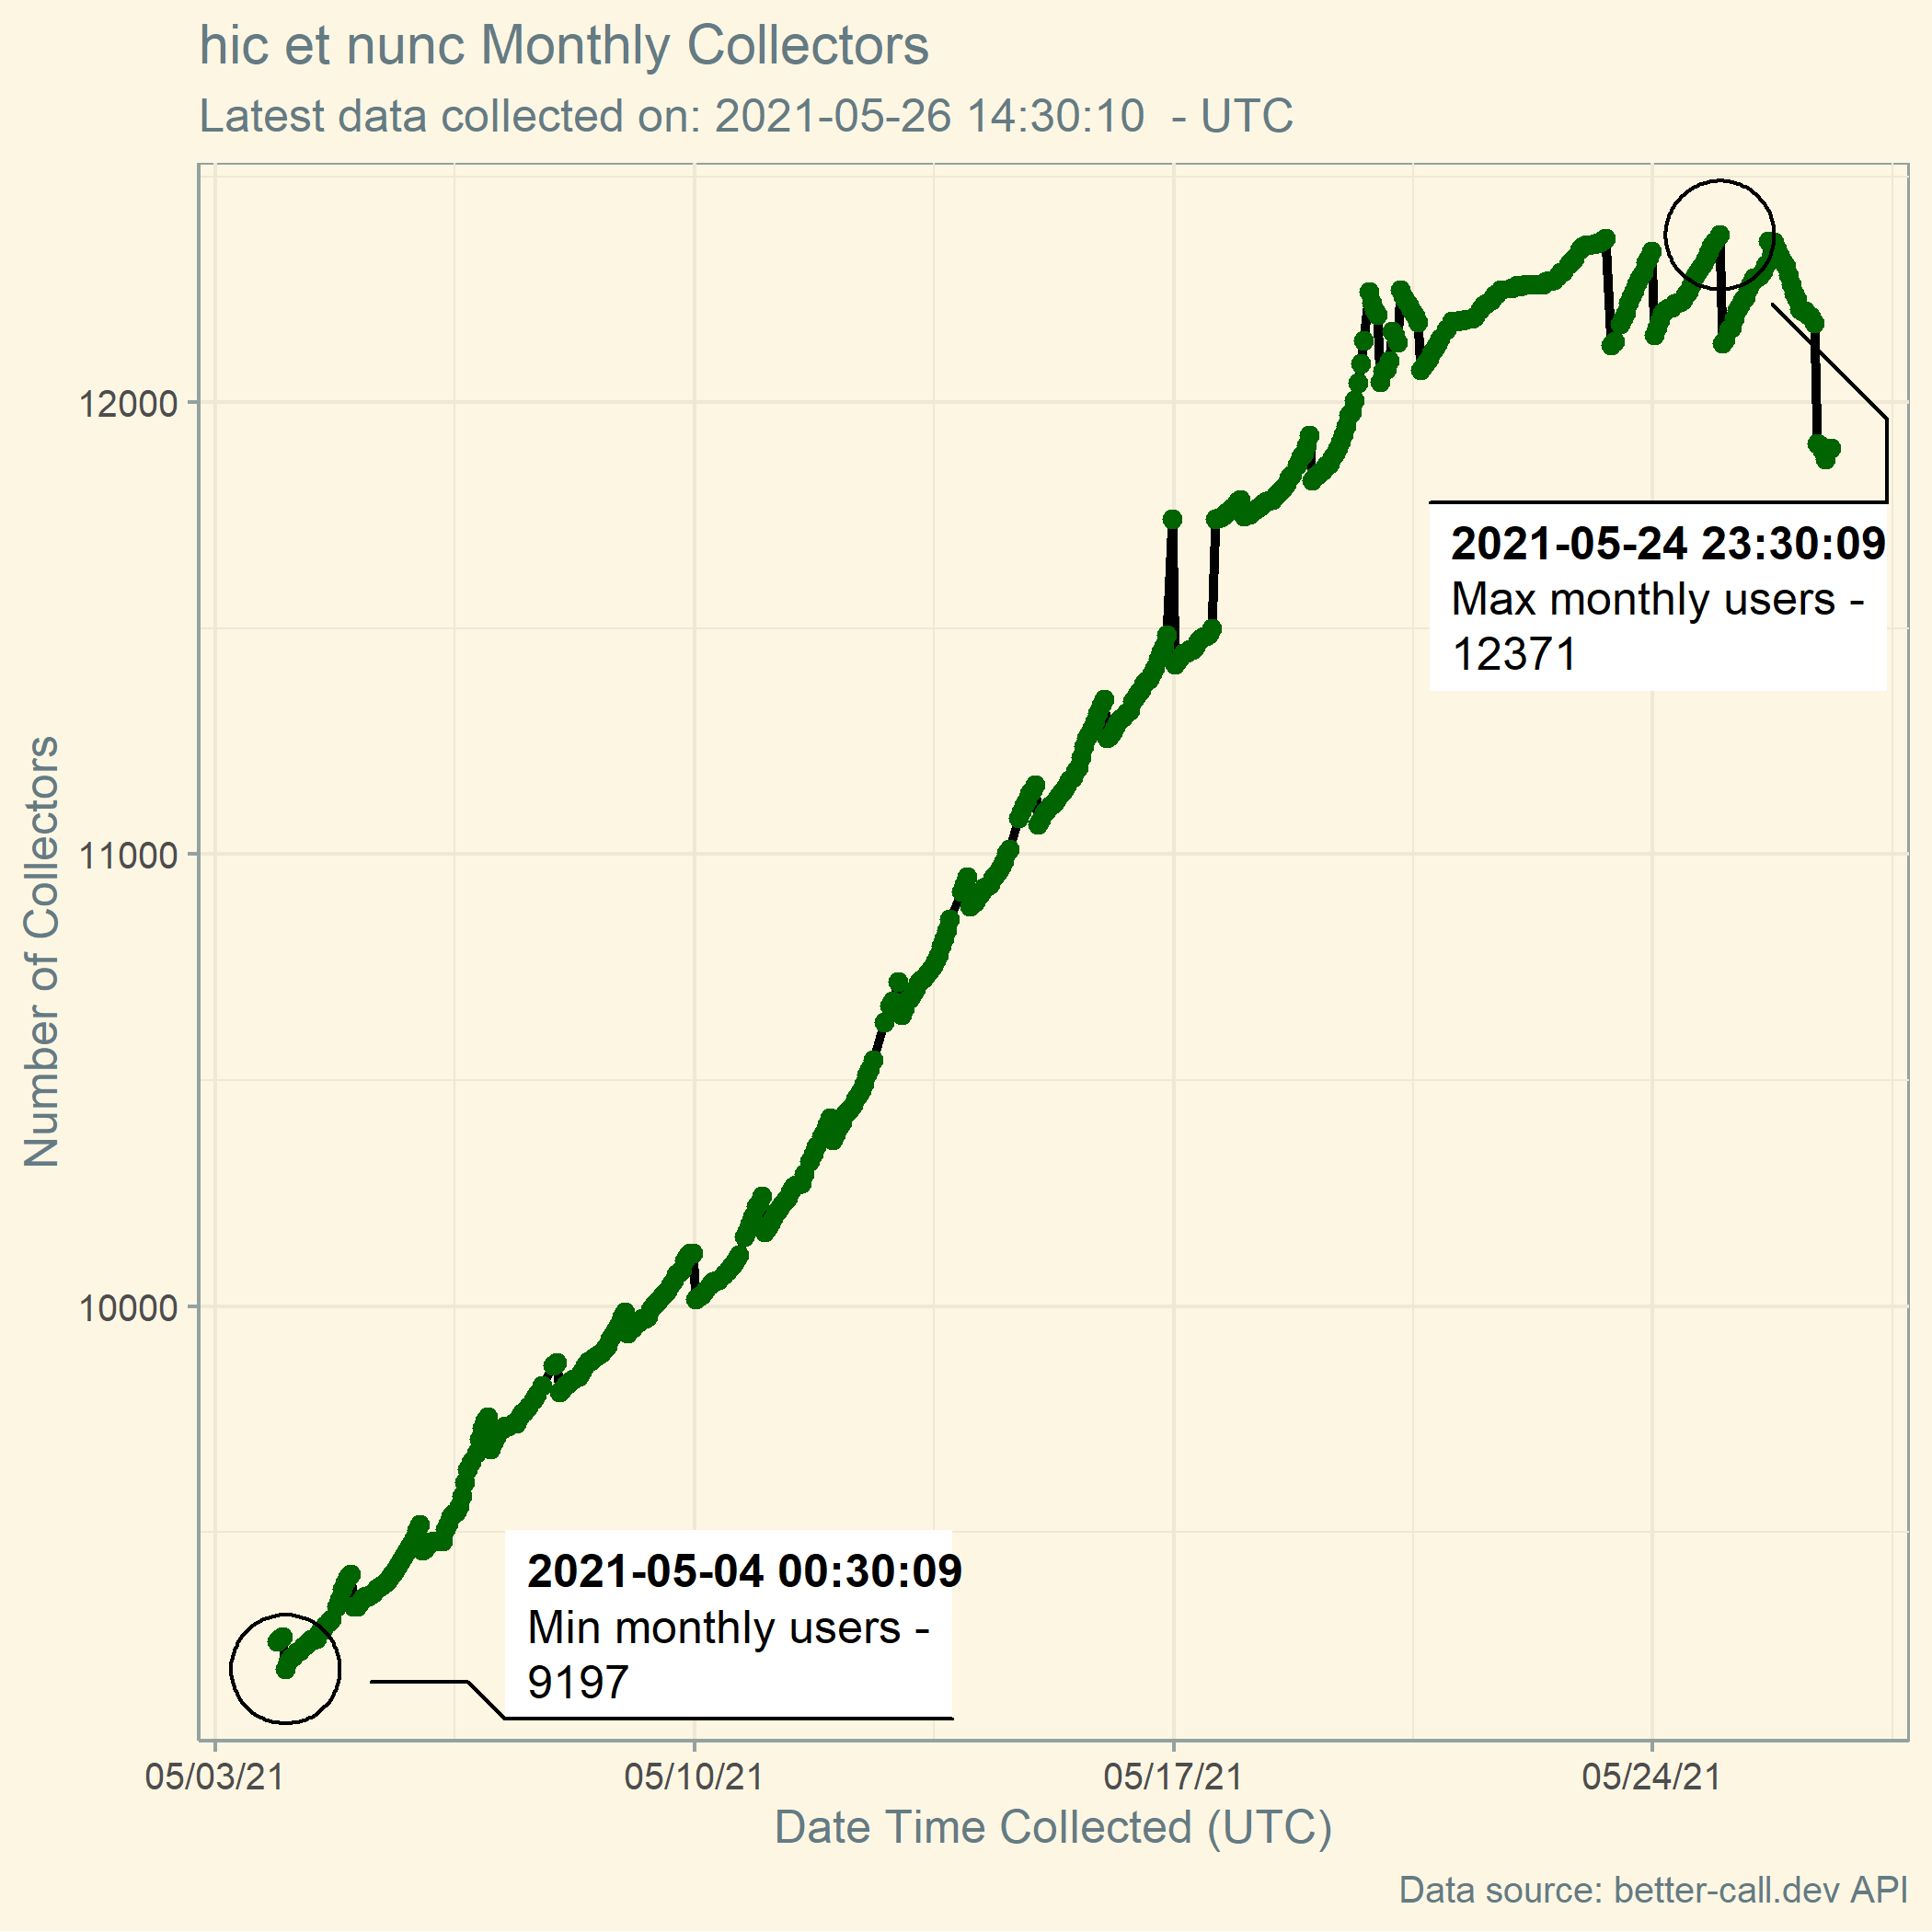 hic et nunc Monthly Collectors
Latest data collected on: 2021-05-26 14:30:10  - UTC
Number of Collectors
12000
11000
10000
2021-05-24 23:30:09
Max monthly users -
12371
2021-05-04 00:30:09
Min monthly users -
9197
05/03/21
05/10/21
05/17/21
05/24/21
Date Time Collected (UTC)
Data source: better-call.dev API